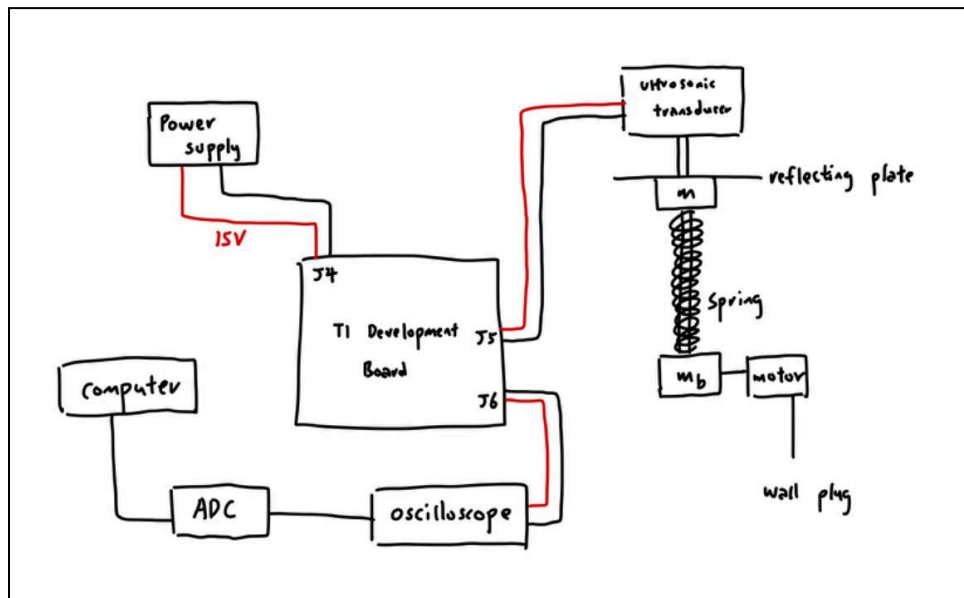 Power
supply
15V
ultrasonic
transducer
reflecting plate
m
spring
mb
motor
wall plug
J4
TI Development
Board
J5
J6
computer
ADC
oscilloscope